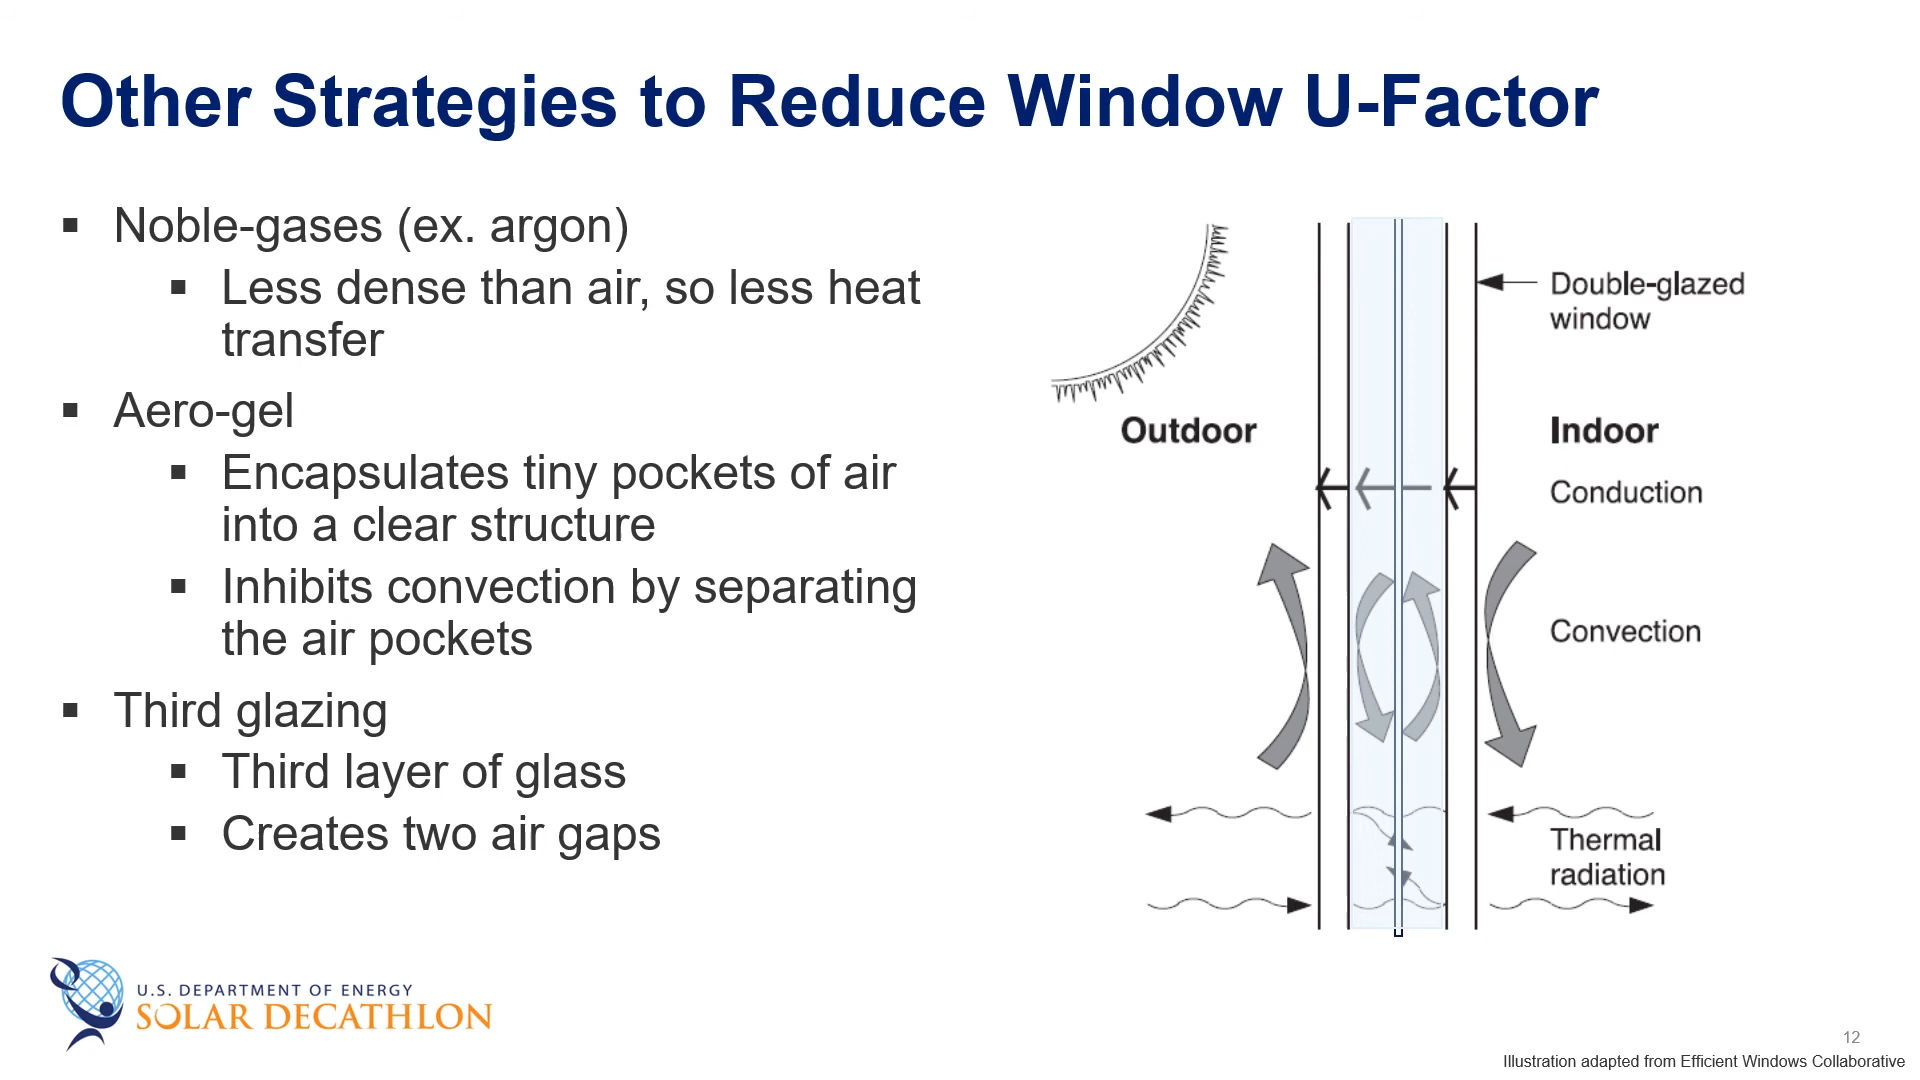 Other Strategies to Reduce Window U-Factor
▪ Noble-gases (ex. argon)
▪ Less dense than air, so less heat
transfer
▪ Aero-gel
▪ Encapsulates tiny pockets of air
into a clear structure
▪ Inhibits convection by separating
the air pockets
▪ Third glazing
▪ Third layer of glass
▪ Creates two air gaps
Double-glazed
window
Outdoor
Indoor
Conduction
Convection
Thermal
radiation
U.S. DEPARTMENT OF ENERGY
SOLAR DECATHLON
12
Illustration adapted from Efficient Windows Collaborative